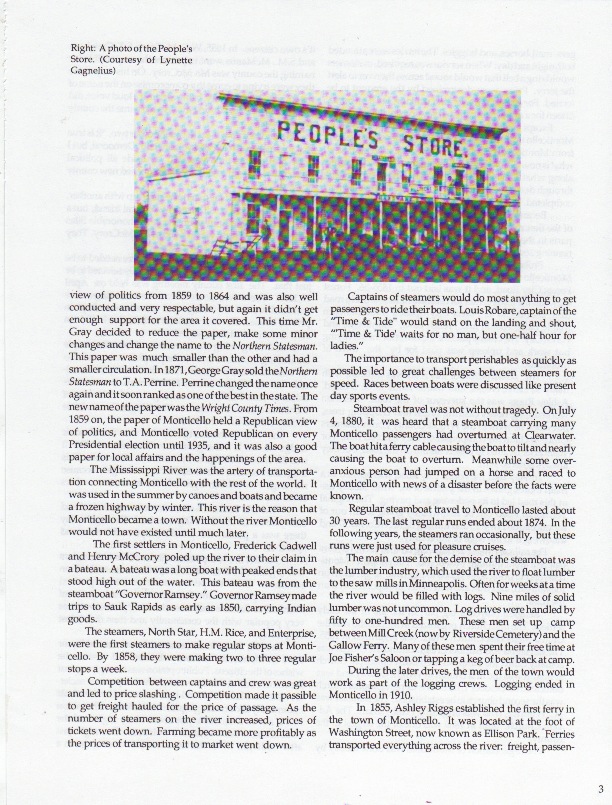 Right: A photo of the People's
Store. (Courtesy of Lynette
Gagnelius)
PEOPLE'S STORE.
view of politics from 1859 to 1864 and was also well
conducted and very respectable, but again it didn't get
enough support for the area it covered. This time Mr.
Gray decided to reduce the paper, make some minor
changes and change the name to the Northern Statesman.
This paper was much smaller than the other and had a
smaller circulation. In 1871, George Gray sold the Northern
Statesman to T.A. Perrine. Perrine changed the name once
again and it soon ranked as one of the best in the state. The
new name of the paper was the Wright County Times. From
1859 on, the paper of Monticello held a Republican view
of politics, and Monticello voted Republican on every
Presidential election until 1935, and it was also a good
paper for local affairs and the happenings of the area.
The Mississippi River was the artery of transporta-
tion connecting Monticello with the rest of the world. It
was used in the summer by canoes and boats and became
a frozen highway by winter. This river is the reason that
Monticello became a town. Without the river Monticello
would not have existed until much later.
The first settlers in Monticello, Frederick Cadwell
and Henry McCrory poled up the river to their claim in
a bateau. A bateau was a long boat with peaked ends that
stood high out of the water. This bateau was from the
steamboat "Governor Ramsey." Governor Ramsey made
trips to Sauk Rapids as early as 1850, carrying Indian
goods.
The steamers, North Star, H.M. Rice, and Enterprise,
were the first steamers to make regular stops at Monti-
cello. By 1858, they were making two to three regular
stops a week.
Competition between captains and crew was great
and led to price slashing. Competition made it passible
to get freight hauled for the price of passage. As the
number of steamers on the river increased, prices of
tickets went down. Farming became more profitably as
the prices of transporting it to market went down.
Captains of steamers would do most anything to get
passengers to ride their boats. Louis Robare, captain of the
"Time & Tide" would stand on the landing and shout,
"'Time & Tide' waits for no man, but one-half hour for
ladies."
The importance to transport perishables as quickly as
possible led to great challenges between steamers for
speed. Races between boats were discussed like present
day sports events.
Steamboat travel was not without tragedy. On July
4, 1880, it was heard that a steamboat carrying many
Monticello passengers had overturned at Clearwater.
The boat hit a ferry cable causing the boat to tilt and nearly
causing the boat to overturn. Meanwhile some over-
anxious person had jumped on a horse and raced to
Monticello with news of a disaster before the facts were
known.
Regular steamboat travel to Monticello lasted about
30 years. The last regular runs ended about 1874. In the
following years, the steamers ran occasionally, but these
runs were just used for pleasure cruises.
The main cause for the demise of the steamboat was
the lumber industry, which used the river to float lumber
to the saw mills in Minneapolis. Often for weeks at a time
the river would be filled with logs. Nine miles of solid
lumber was not uncommon. Log drives were handled by
fifty to one-hundred men. These men set up camp
between Mill Creek (now by Riverside Cemetery) and the
Gallow Ferry. Many of these men spent their free time at
Joe Fisher's Saloon or tapping a keg of beer back at camp.
During the later drives, the men of the town would
work as part of the logging crews. Logging ended in
Monticello in 1910.
In 1855, Ashley Riggs established the first ferry in
the town of Monticello. It was located at the foot of
Washington Street, now known as Ellison Park. Ferries
transported everything across the river: freight, passen-
3